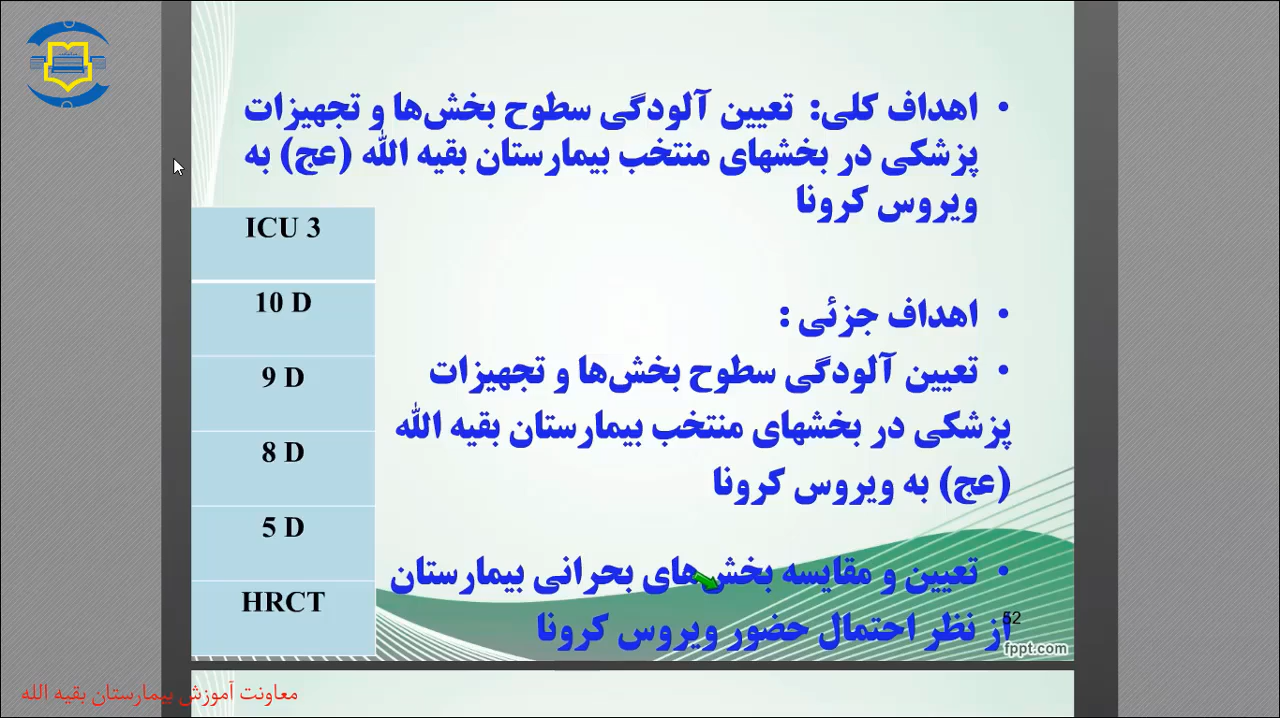 • اهداف کلی: تعیین آلودگی سطوح بخش‌ها و تجهیزات
پزشکی در بخشهای منتخب بیمارستان بقیه الله (عج) به
ویروس کرونا
• اهداف جزئی :
• تعیین آلودگی سطوح بخش‌ها و تجهیزات
پزشکی در بخشهای منتخب بیمارستان بقیه الله
(عج) به ویروس کرونا
• تعیین و مقایسه بخش‌های بحرانی بیمارستان
از نظر احتمال حضور ویروس کرونا
ICU 3
10 D
9 D
8 D
5 D
HRCT
52
fppt.com
معاونت آموزش بیمارستان بقیه الله